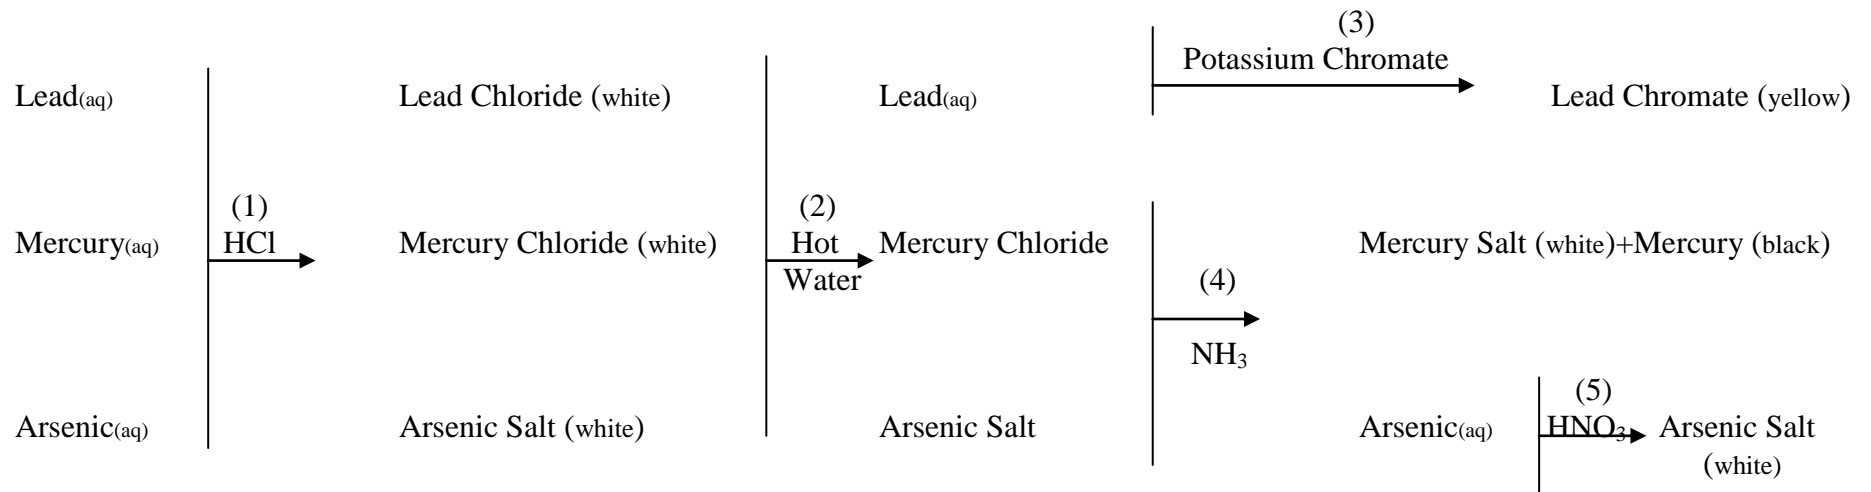 (3)
Potassium Chromate
Lead(aq) Lead Chloride (white) Lead(aq) Lead Chromate (yellow)
(1) (2)
Mercury(aq) HCl Mercury Chloride (white) Hot Mercury Chloride Mercury Salt (white)+Mercury (black)
Water (4)
NH₃
(5)
Arsenic(aq) Arsenic Salt (white) Arsenic Salt Arsenic(aq) HNO₃ Arsenic Salt
(white)